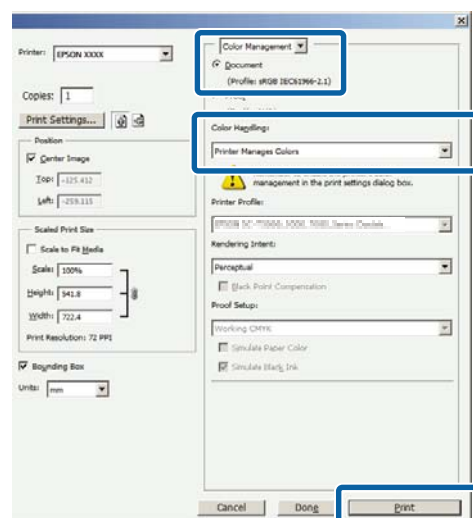 Printer: EPSON XXXX
Copies: 1
Print Settings...
Position
Center Image
Top: -125.412
Left: -259.115
Scaled Print Size
Scale to Fit Media
Scale: 100%
Height: 541.8
Width: 722.4
Print Resolution: 72 PPI
Bounding Box
Units: mm
Color Management
Document
(Profile: sRGB IEC61966-2.1)
Color Handling:
Printer Manages Colors
management in the print settings dialog box.
Printer Profile:
Rendering Intent:
Perceptual
Black Point Compensation
Proof Setup:
Working CMYK
Simulate Paper Color
Simulate Black Ink
Cancel
Done
Print